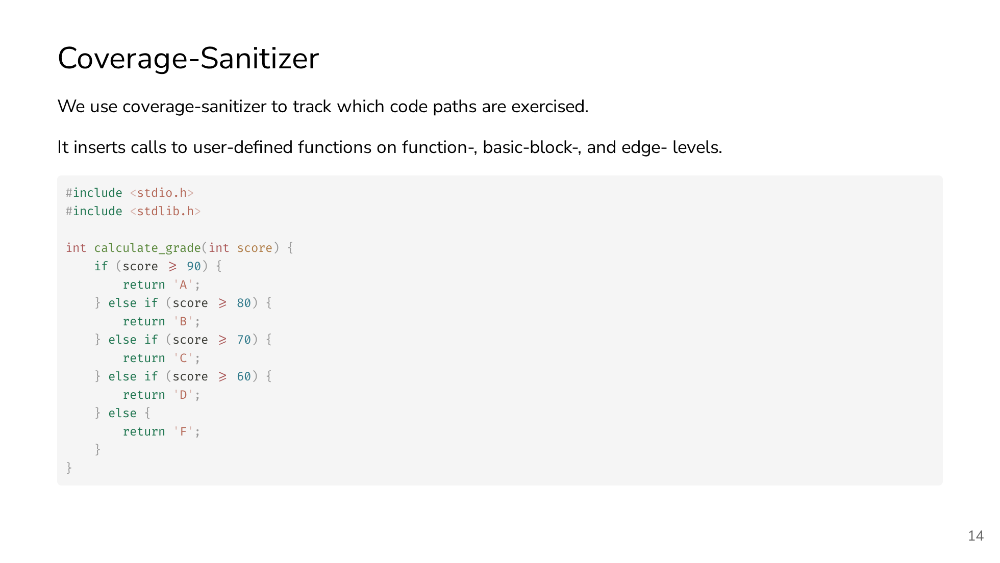 Coverage-Sanitizer
We use coverage-sanitizer to track which code paths are exercised.
It inserts calls to user-defined functions on function-, basic-block-, and edge- levels.
#include <stdio.h>
#include <stdlib.h>
int calculate_grade(int score) {
    if (score ⩾ 90) {
        return 'A';
    } else if (score ⩾ 80) {
        return 'B';
    } else if (score ⩾ 70) {
        return 'C';
    } else if (score ⩾ 60) {
        return 'D';
    } else {
        return 'F';
    }
}
14